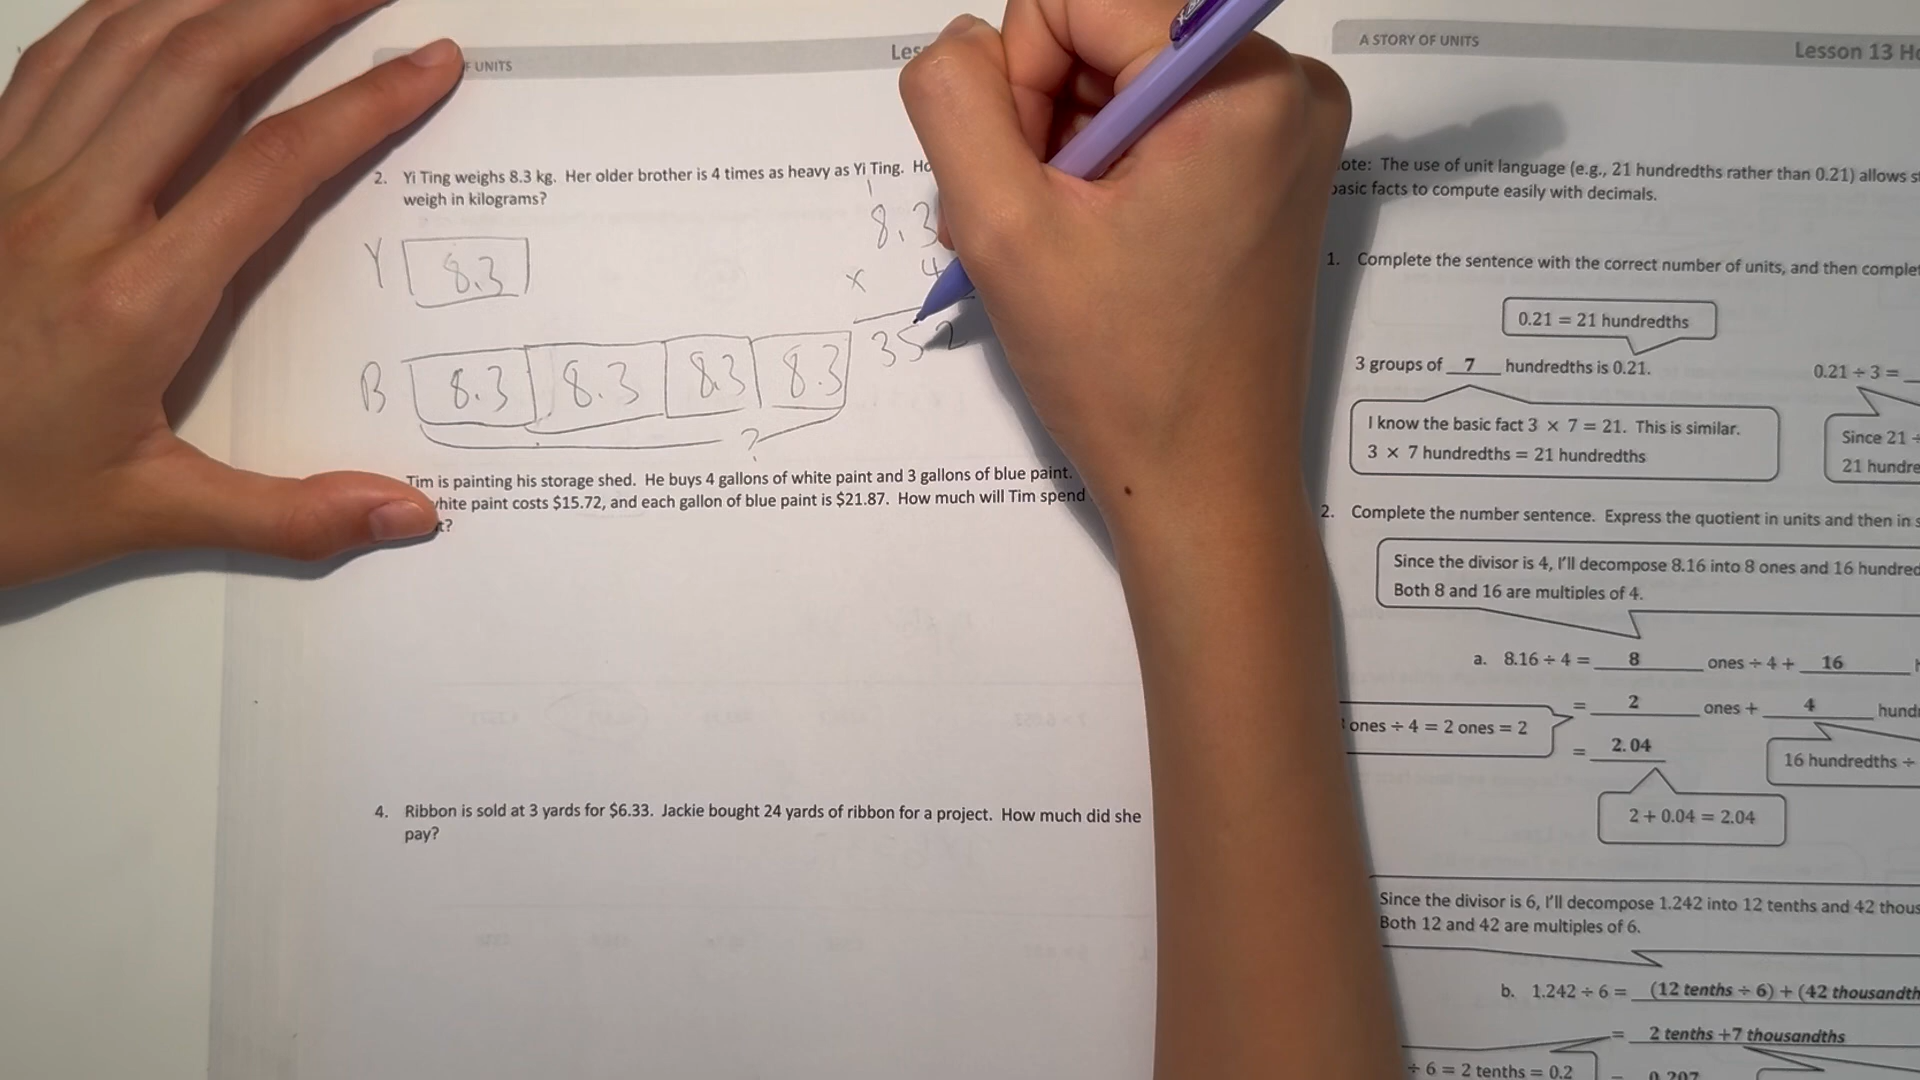 F UNITS
Les
2. Yi Ting weighs 8.3 kg. Her older brother is 4 times as heavy as Yi Ting.
weigh in kilograms?
Y 8.3
1
8.3
x 4
352
B 8.3 8.3 8.3 8.3
?
Tim is painting his storage shed. He buys 4 gallons of white paint and 3 gallons of blue paint.
white paint costs $15.72, and each gallon of blue paint is $21.87. How much will Tim spend
t?
4. Ribbon is sold at 3 yards for $6.33. Jackie bought 24 yards of ribbon for a project. How much did she
pay?
A STORY OF UNITS
Lesson 13 Ho
ote: The use of unit language (e.g., 21 hundredths rather than 0.21) allows st
basic facts to compute easily with decimals.
1. Complete the sentence with the correct number of units, and then complet
0.21 = 21 hundredths
3 groups of 7 hundredths is 0.21.
0.21 ÷ 3 =
I know the basic fact 3 × 7 = 21. This is similar.
3 × 7 hundredths = 21 hundredths
Since 21 ÷
21 hundre
2. Complete the number sentence. Express the quotient in units and then in s
Since the divisor is 4, I'll decompose 8.16 into 8 ones and 16 hundred
Both 8 and 16 are multiples of 4.
a. 8.16 ÷ 4 = 8 ones ÷ 4 + 16 h
= 2 ones + 4 hundr
= 2.04
ones ÷ 4 = 2 ones = 2
16 hundredths ÷
2 + 0.04 = 2.04
Since the divisor is 6, I'll decompose 1.242 into 12 tenths and 42 thous
Both 12 and 42 are multiples of 6.
b. 1.242 ÷ 6 = (12 tenths ÷ 6) + (42 thousandth
= 2 tenths +7 thousandths
÷ 6 = 2 tenths = 0.2
= 0.207